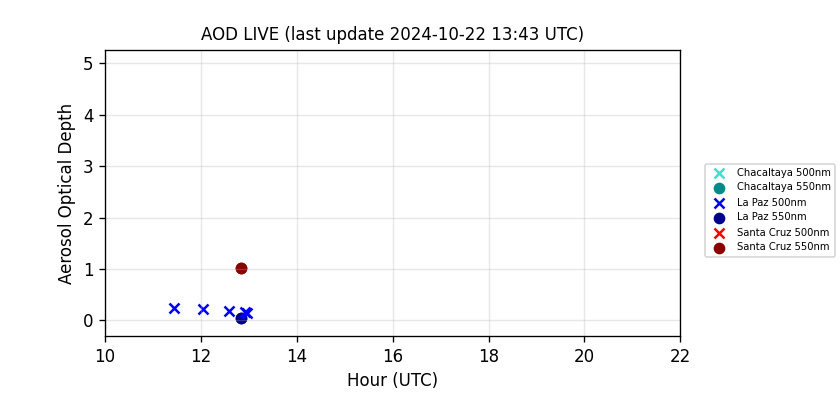 AOD LIVE (last update 2024-10-22 13:43 UTC)
Aerosol Optical Depth
5
4
3
2
1
0
10 12 14 16 18 20 22
Hour (UTC)
Chacaltaya 500nm
Chacaltaya 550nm
La Paz 500nm
La Paz 550nm
Santa Cruz 500nm
Santa Cruz 550nm